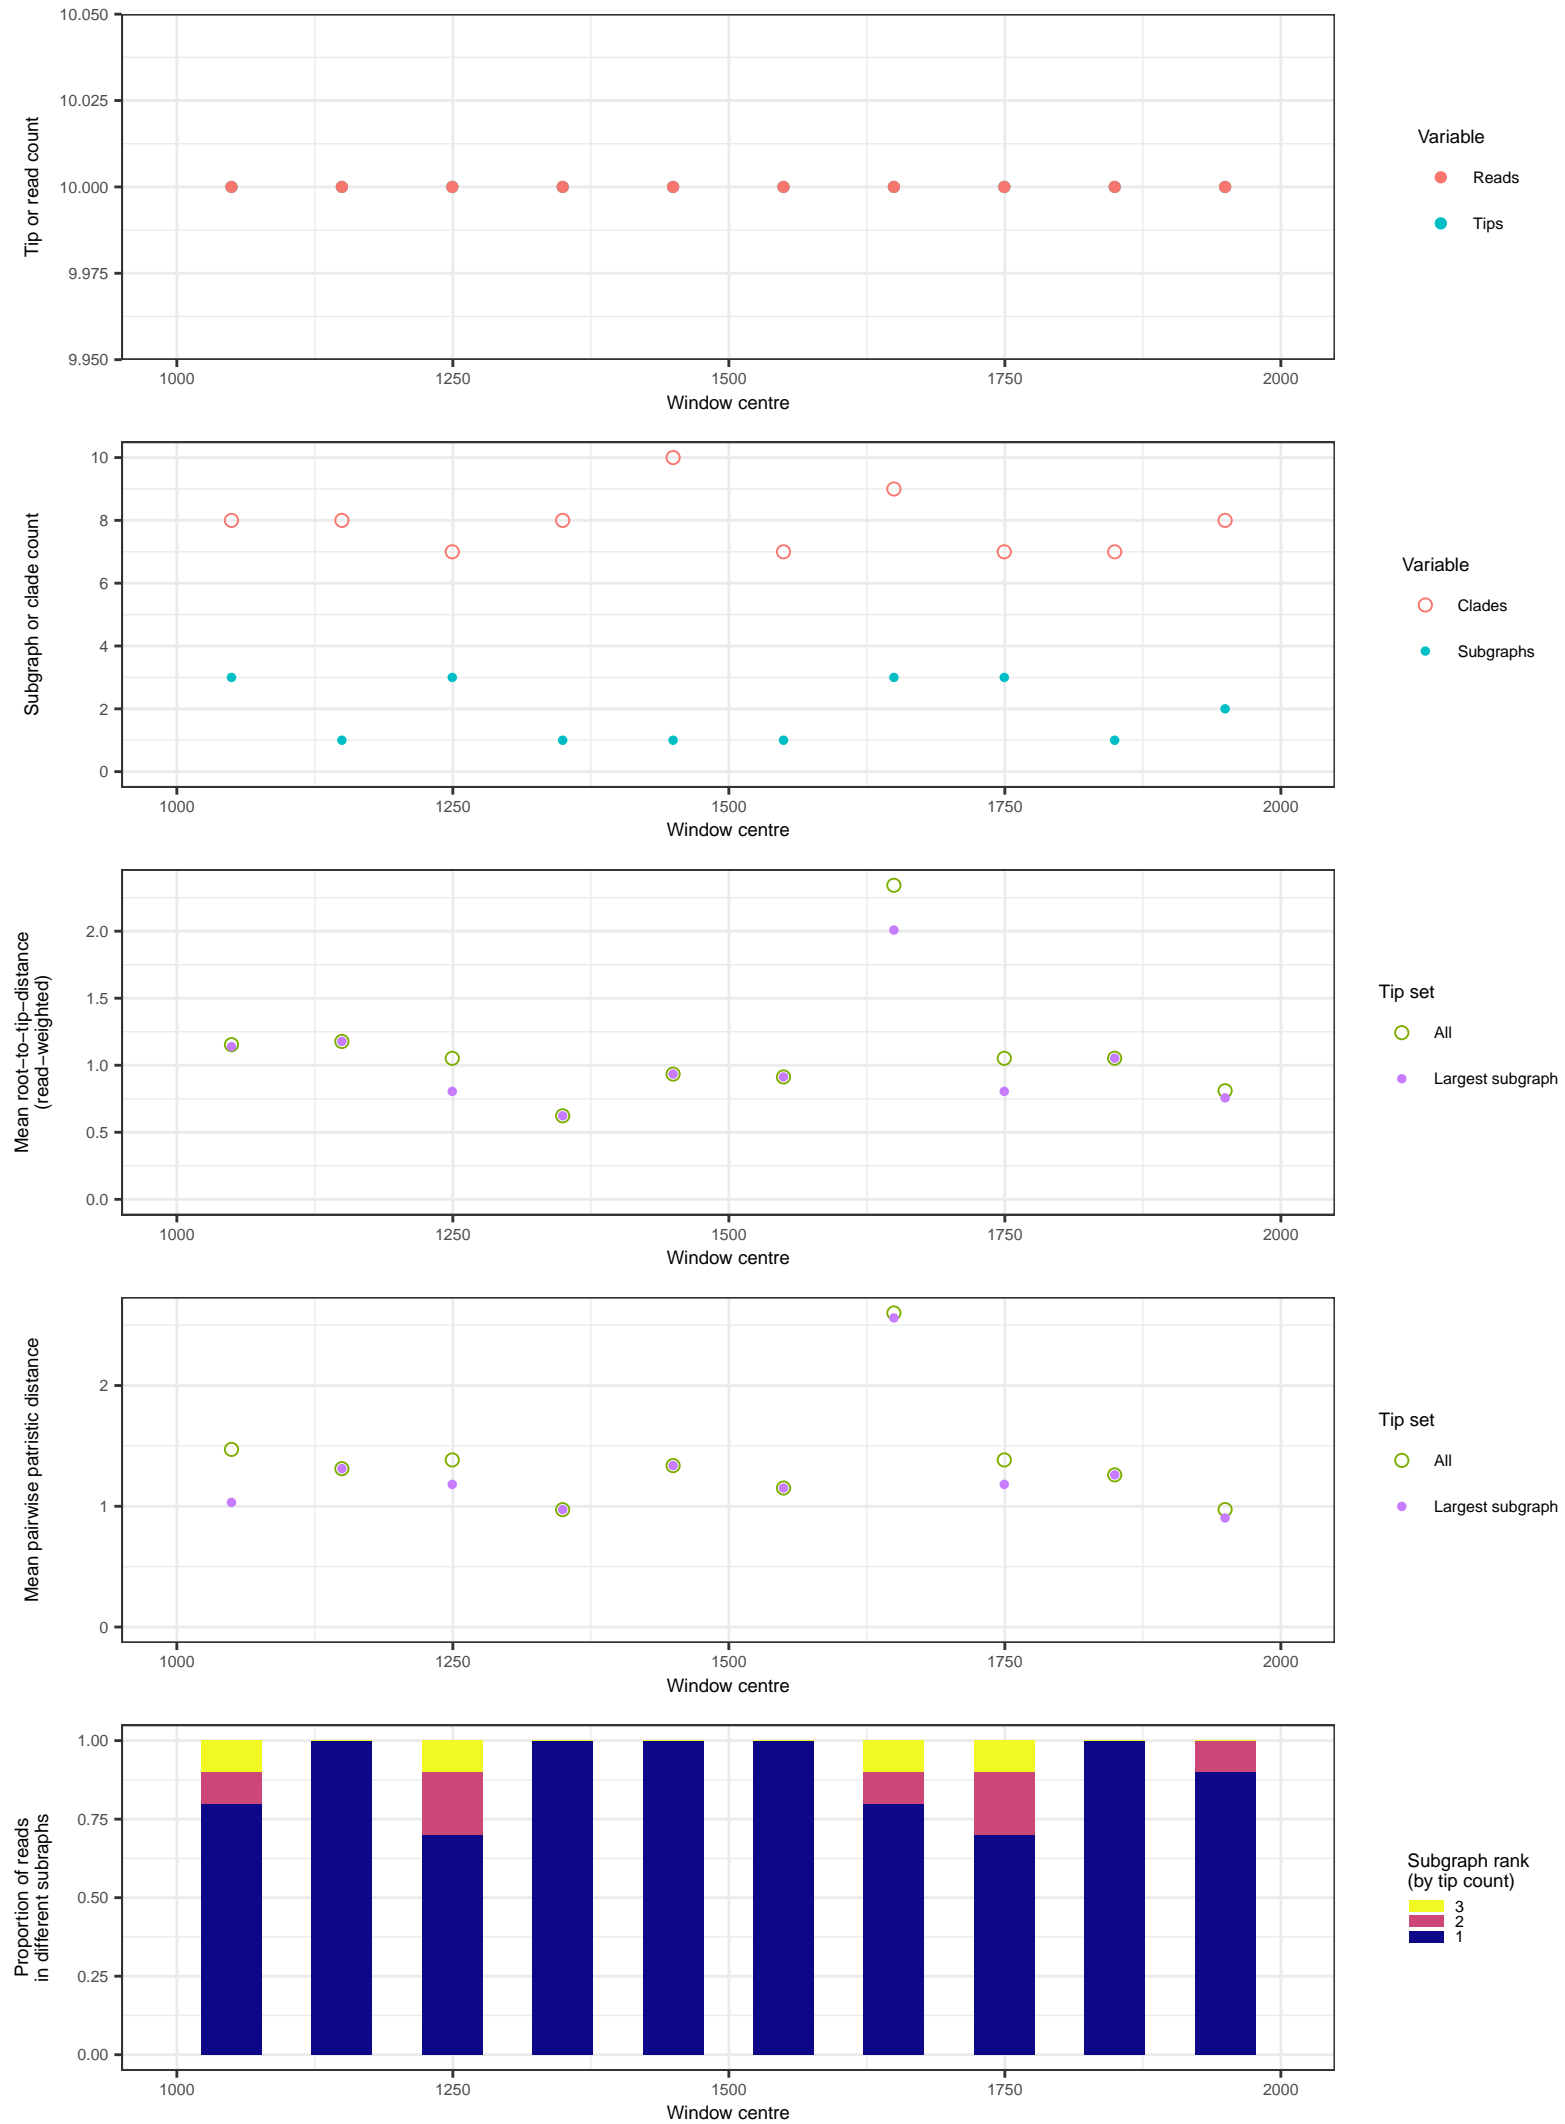 10.050
10.025
10.000
9.975
9.950
Tip or read count
1000 1250 1500 1750 2000
Window centre
Variable
Reads
Tips
10
8
6
4
2
0
Subgraph or clade count
1000 1250 1500 1750 2000
Window centre
Variable
Clades
Subgraphs
2.0
1.5
1.0
0.5
0.0
Mean root−to−tip−distance
(read−weighted)
1000 1250 1500 1750 2000
Window centre
Tip set
All
Largest subgraph
2
1
0
Mean pairwise patristic distance
1000 1250 1500 1750 2000
Window centre
Tip set
All
Largest subgraph
1.00
0.75
0.50
0.25
0.00
Proportion of reads
in different subraphs
1000 1250 1500 1750 2000
Window centre
Subgraph rank
(by tip count)
3
2
1